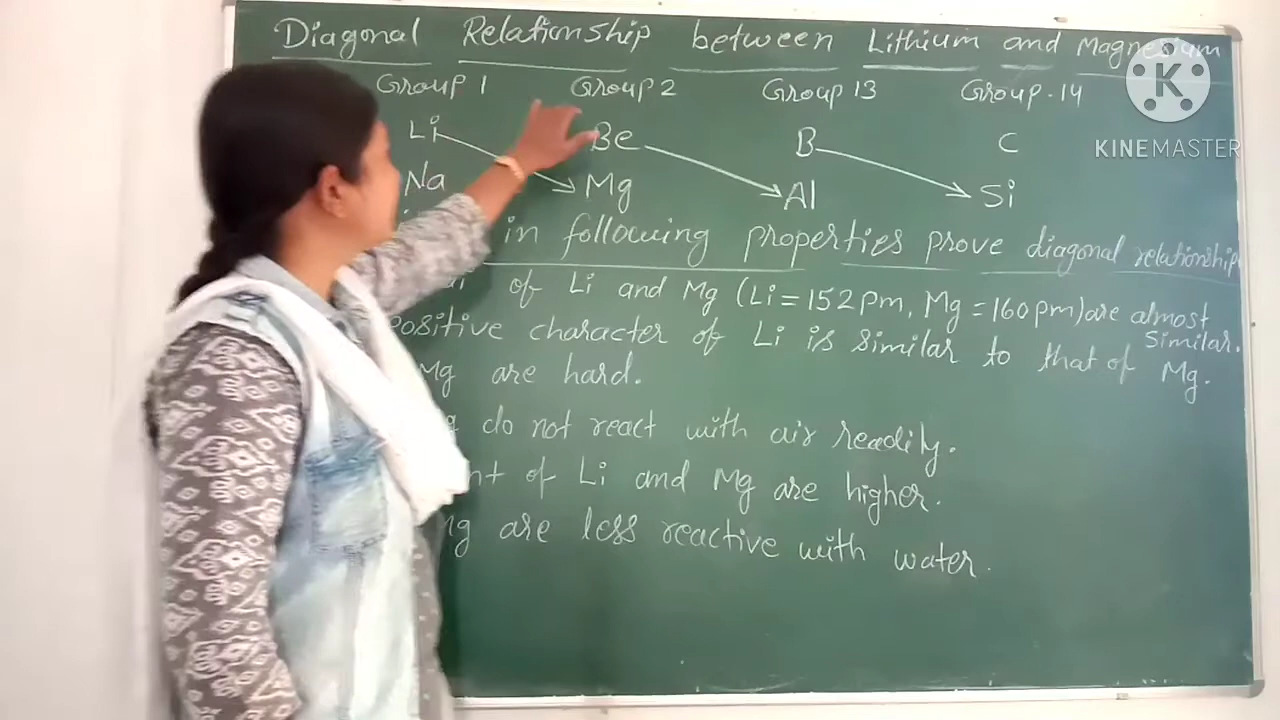 Diagonal Relationship between Lithium and Magnesium
Group 1 Group 2 Group 13 Group-14
Li Be B C
Na Mg Al Si
in following properties prove diagonal relationship
of Li and Mg (Li = 152 pm, Mg = 160 pm) are almost similar.
positive character of Li is similar to that of Mg.
Mg are hard.
do not react with air readily.
of Li and Mg are higher.
Mg are less reactive with water.
K
KINEMASTER